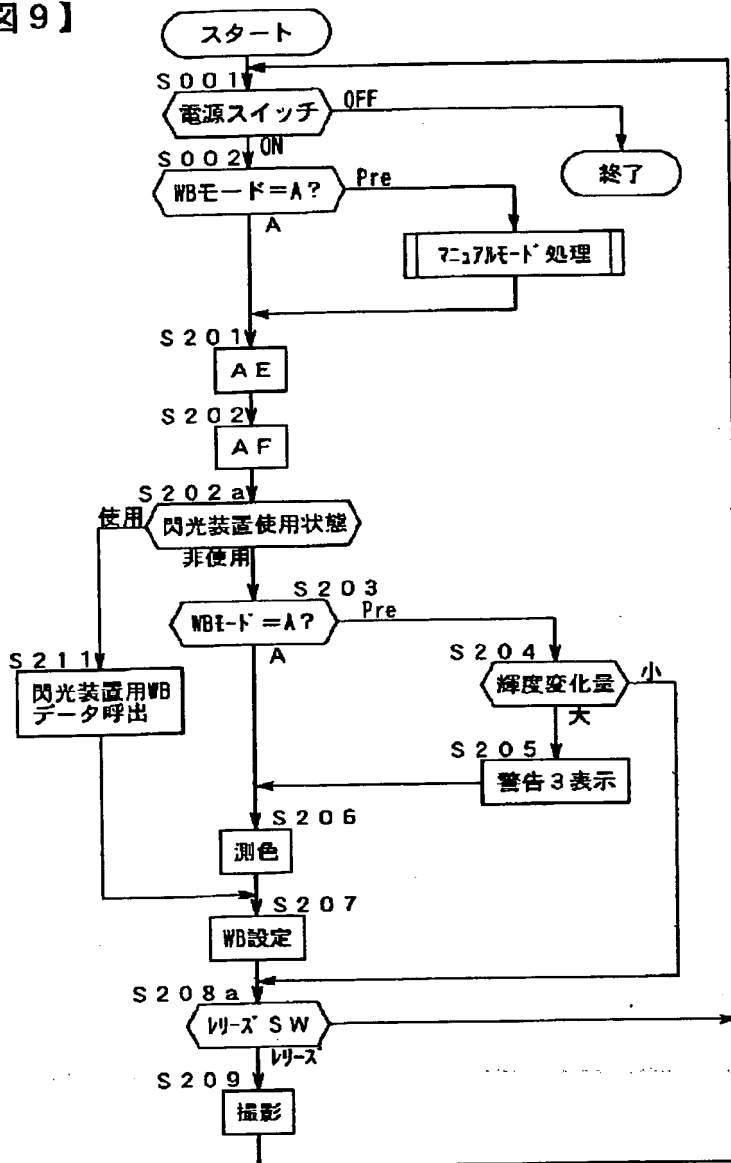 図9】
スタート
S001
電源スイッチ
OFF
ON
終了
S002
WBモード=A?
Pre
A
マニュアルモード処理
S201
AE
S202
AF
S202a
使用
閃光装置使用状態
非使用
S203
WBモード=A?
Pre
A
S204
輝度変化量
小
大
S211
閃光装置用WB
データ呼出
S205
警告3表示
S206
測色
S207
WB設定
S208a
レリーズSW
レリーズ
S209
撮影